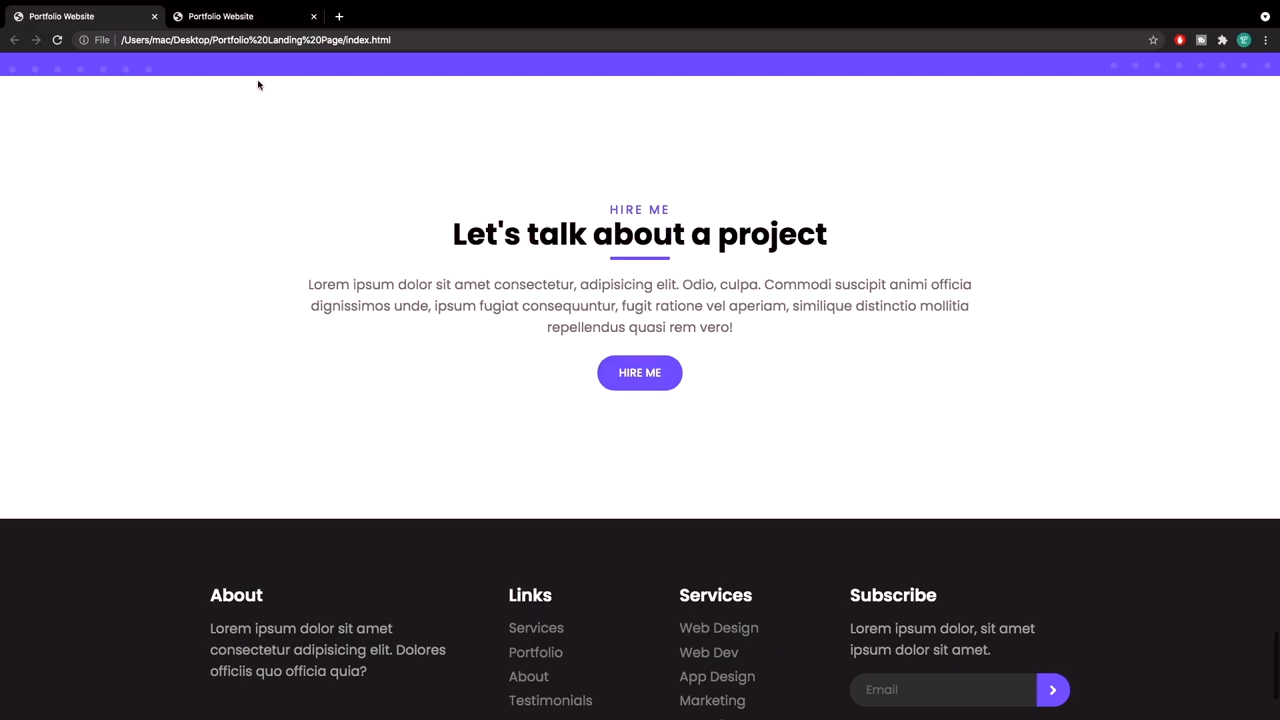 Portfolio Website
Portfolio Website
File
/Users/mac/Desktop/Portfolio%20Landing%20Page/index.html
HIRE ME
Let's talk about a project
Lorem ipsum dolor sit amet consectetur, adipisicing elit. Odio, culpa. Commodi suscipit animi officia
dignissimos unde, ipsum fugiat consequuntur, fugit ratione vel aperiam, similique distinctio mollitia
repellendus quasi rem vero!
HIRE ME
About
Lorem ipsum dolor sit amet
consectetur adipisicing elit. Dolores
officiis quo officia quia?
Links
Services
Portfolio
About
Testimonials
Services
Web Design
Web Dev
App Design
Marketing
Subscribe
Lorem ipsum dolor, sit amet
ipsum dolor sit amet.
Email